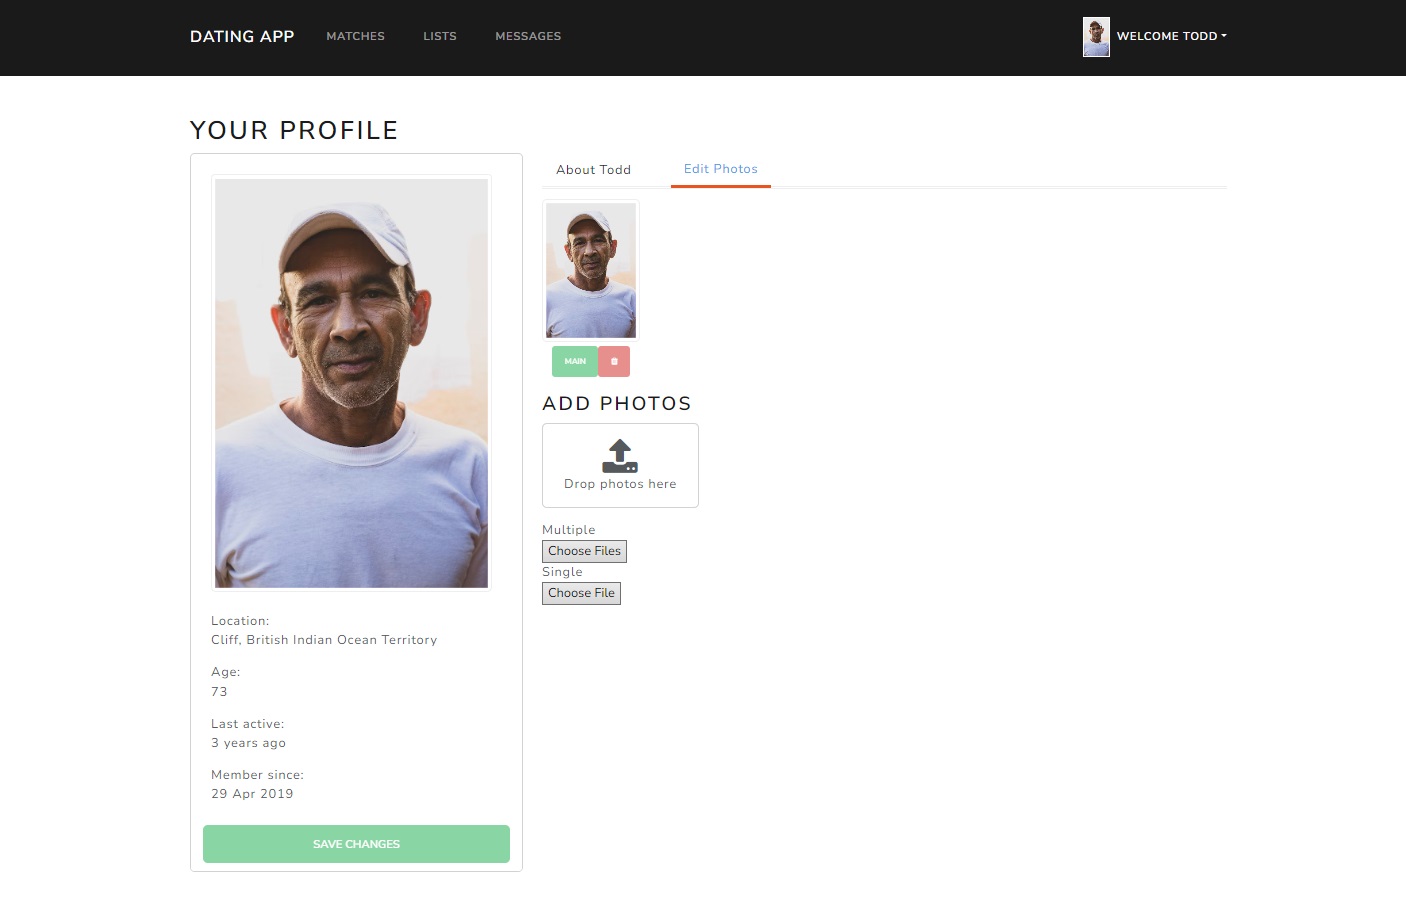 DATING APP
MATCHES
LISTS
MESSAGES
WELCOME TODD
YOUR PROFILE
About Todd
Edit Photos
MAIN
ADD PHOTOS
Drop photos here
Multiple
Choose Files
Single
Choose File
Location:
Cliff, British Indian Ocean Territory
Age:
73
Last active:
3 years ago
Member since:
29 Apr 2019
SAVE CHANGES